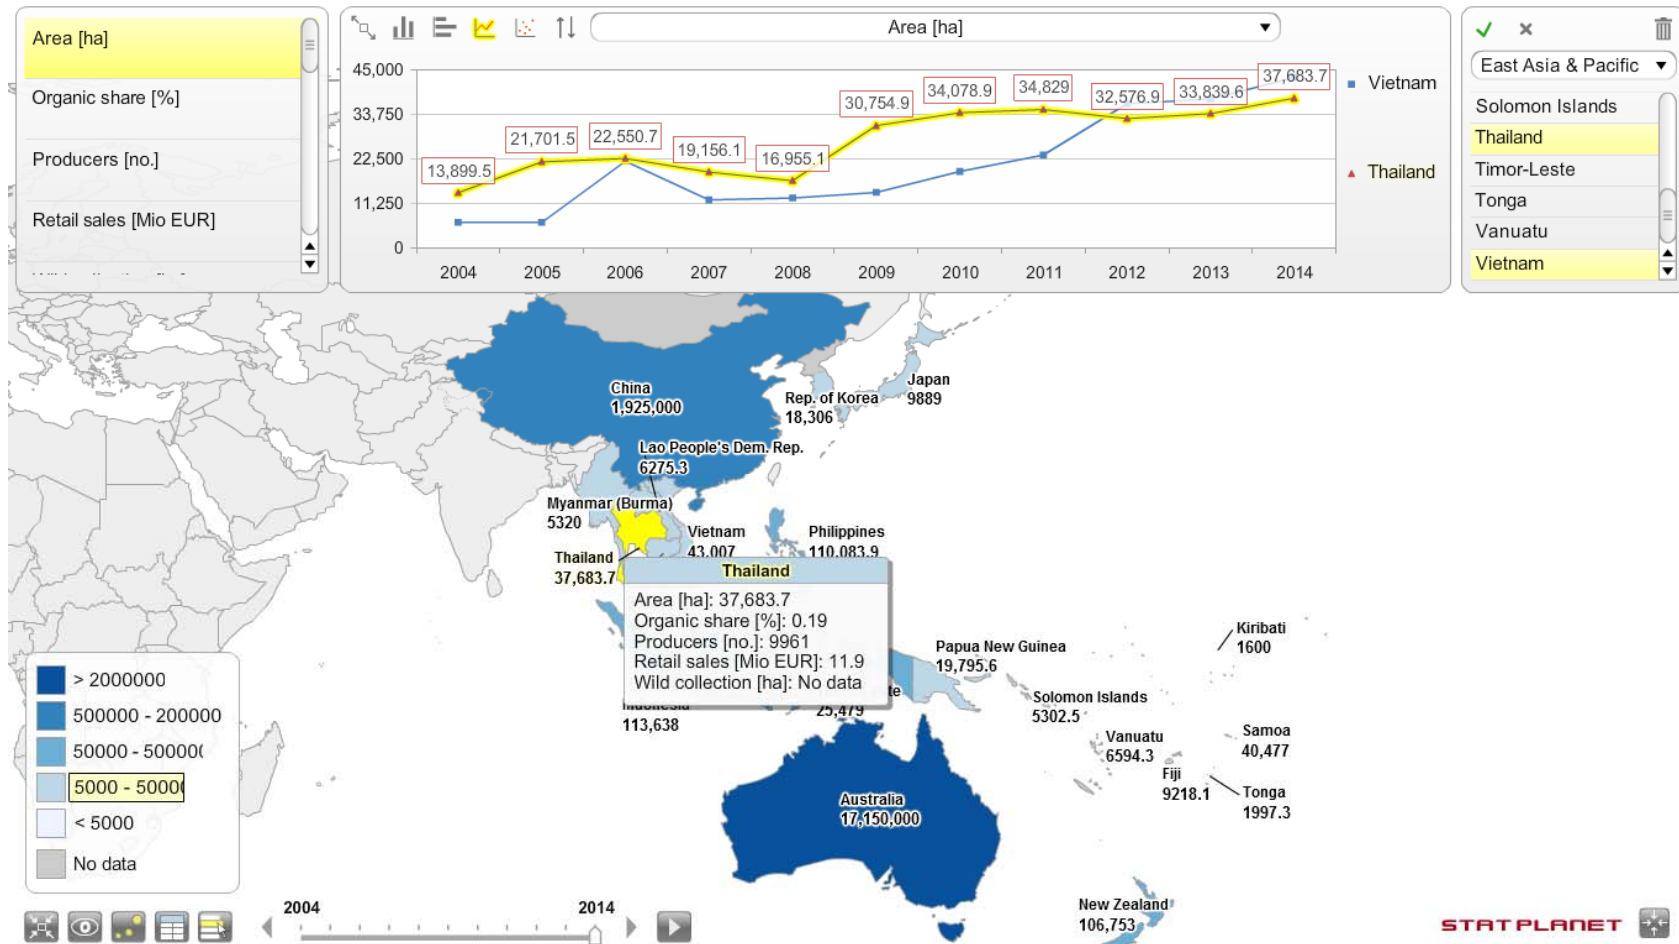 Area [ha]
Organic share [%]
Producers [no.]
Retail sales [Mio EUR]
Area [ha]
45,000
33,750
22,500
11,250
0
13,899.5
21,701.5
22,550.7
19,156.1
16,955.1
30,754.9
34,078.9
34,829
32,576.9
33,839.6
37,683.7
2004 2005 2006 2007 2008 2009 2010 2011 2012 2013 2014
Vietnam
Thailand
East Asia & Pacific
Solomon Islands
Thailand
Timor-Leste
Tonga
Vanuatu
Vietnam
China
1,925,000
Japan
9889
Rep. of Korea
18,306
Lao People's Dem. Rep.
6275.3
Myanmar (Burma)
5320
Vietnam
43,007
Philippines
110,083.9
Thailand
37,683.7
Thailand
Area [ha]: 37,683.7
Organic share [%]: 0.19
Producers [no.]: 9961
Retail sales [Mio EUR]: 11.9
Wild collection [ha]: No data
113,638
25,479
Papua New Guinea
19,795.6
Kiribati
1600
Solomon Islands
5302.5
Vanuatu
6594.3
Samoa
40,477
Fiji
9218.1
Tonga
1997.3
Australia
17,150,000
New Zealand
106,753
> 2000000
500000 - 200000
50000 - 500000
5000 - 5000
< 5000
No data
2004
2014
STATPLANET